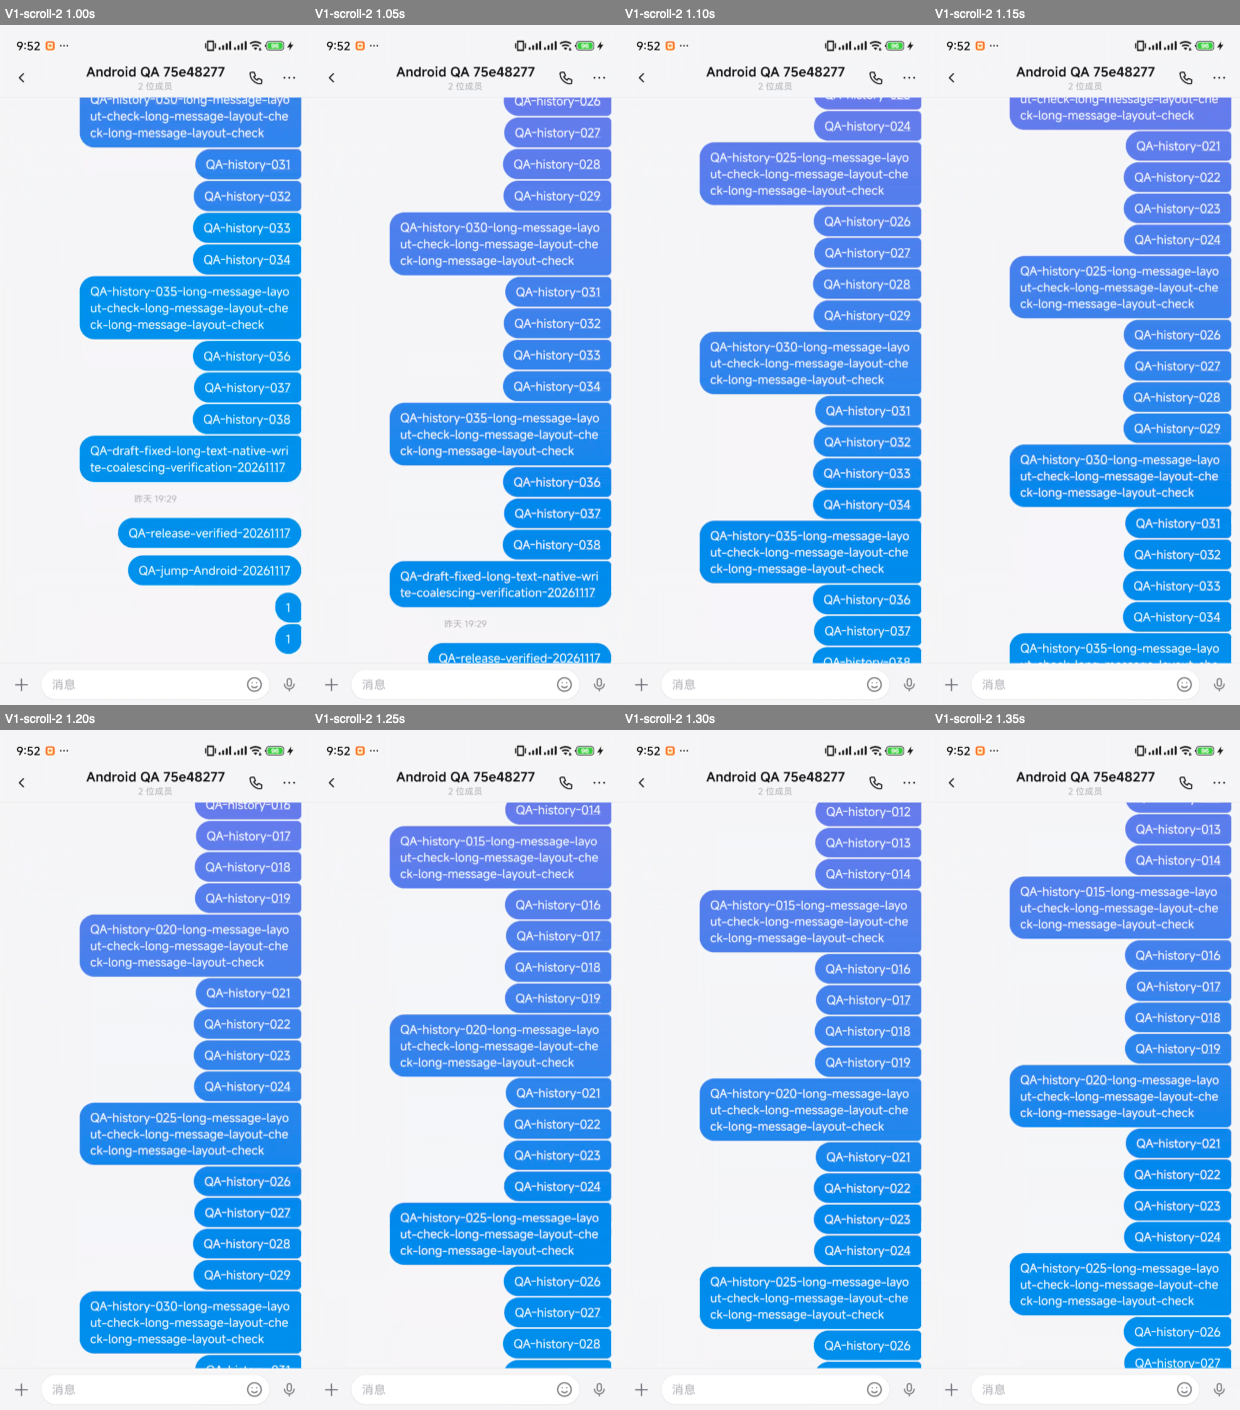 V1-scroll-2 1.00s
9:52
Android QA 75e48277
2 位成员
QA-history-030-long-message-layo
ut-check-long-message-layout-che
ck-long-message-layout-check
QA-history-031
QA-history-032
QA-history-033
QA-history-034
QA-history-035-long-message-layo
ut-check-long-message-layout-che
ck-long-message-layout-check
QA-history-036
QA-history-037
QA-history-038
QA-draft-fixed-long-text-native-wri
te-coalescing-verification-20261117
昨天 19:29
QA-release-verified-20261117
QA-jump-Android-20261117
1
1
消息
V1-scroll-2 1.05s
9:52
Android QA 75e48277
2 位成员
QA-history-026
QA-history-027
QA-history-028
QA-history-029
QA-history-030-long-message-layo
ut-check-long-message-layout-che
ck-long-message-layout-check
QA-history-031
QA-history-032
QA-history-033
QA-history-034
QA-history-035-long-message-layo
ut-check-long-message-layout-che
ck-long-message-layout-check
QA-history-036
QA-history-037
QA-history-038
QA-draft-fixed-long-text-native-wri
te-coalescing-verification-20261117
昨天 19:29
QA-release-verified-20261117
消息
V1-scroll-2 1.10s
9:52
Android QA 75e48277
2 位成员
QA-history-024
QA-history-025-long-message-layo
ut-check-long-message-layout-che
ck-long-message-layout-check
QA-history-026
QA-history-027
QA-history-028
QA-history-029
QA-history-030-long-message-layo
ut-check-long-message-layout-che
ck-long-message-layout-check
QA-history-031
QA-history-032
QA-history-033
QA-history-034
QA-history-035-long-message-layo
ut-check-long-message-layout-che
ck-long-message-layout-check
QA-history-036
QA-history-037
QA-history-038
消息
V1-scroll-2 1.15s
9:52
Android QA 75e48277
2 位成员
ut-check-long-message-layout-che
ck-long-message-layout-check
QA-history-021
QA-history-022
QA-history-023
QA-history-024
QA-history-025-long-message-layo
ut-check-long-message-layout-che
ck-long-message-layout-check
QA-history-026
QA-history-027
QA-history-028
QA-history-029
QA-history-030-long-message-layo
ut-check-long-message-layout-che
ck-long-message-layout-check
QA-history-031
QA-history-032
QA-history-033
QA-history-034
QA-history-035-long-message-layo
消息
V1-scroll-2 1.20s
9:52
Android QA 75e48277
2 位成员
QA-history-016
QA-history-017
QA-history-018
QA-history-019
QA-history-020-long-message-layo
ut-check-long-message-layout-che
ck-long-message-layout-check
QA-history-021
QA-history-022
QA-history-023
QA-history-024
QA-history-025-long-message-layo
ut-check-long-message-layout-che
ck-long-message-layout-check
QA-history-026
QA-history-027
QA-history-028
QA-history-029
QA-history-030-long-message-layo
ut-check-long-message-layout-che
ck-long-message-layout-check
消息
V1-scroll-2 1.25s
9:52
Android QA 75e48277
2 位成员
QA-history-014
QA-history-015-long-message-layo
ut-check-long-message-layout-che
ck-long-message-layout-check
QA-history-016
QA-history-017
QA-history-018
QA-history-019
QA-history-020-long-message-layo
ut-check-long-message-layout-che
ck-long-message-layout-check
QA-history-021
QA-history-022
QA-history-023
QA-history-024
QA-history-025-long-message-layo
ut-check-long-message-layout-che
ck-long-message-layout-check
QA-history-026
QA-history-027
QA-history-028
消息
V1-scroll-2 1.30s
9:52
Android QA 75e48277
2 位成员
QA-history-012
QA-history-013
QA-history-014
QA-history-015-long-message-layo
ut-check-long-message-layout-che
ck-long-message-layout-check
QA-history-016
QA-history-017
QA-history-018
QA-history-019
QA-history-020-long-message-layo
ut-check-long-message-layout-che
ck-long-message-layout-check
QA-history-021
QA-history-022
QA-history-023
QA-history-024
QA-history-025-long-message-layo
ut-check-long-message-layout-che
ck-long-message-layout-check
QA-history-026
消息
V1-scroll-2 1.35s
9:52
Android QA 75e48277
2 位成员
QA-history-013
QA-history-014
QA-history-015-long-message-layo
ut-check-long-message-layout-che
ck-long-message-layout-check
QA-history-016
QA-history-017
QA-history-018
QA-history-019
QA-history-020-long-message-layo
ut-check-long-message-layout-che
ck-long-message-layout-check
QA-history-021
QA-history-022
QA-history-023
QA-history-024
QA-history-025-long-message-layo
ut-check-long-message-layout-che
ck-long-message-layout-check
QA-history-026
QA-history-027
消息